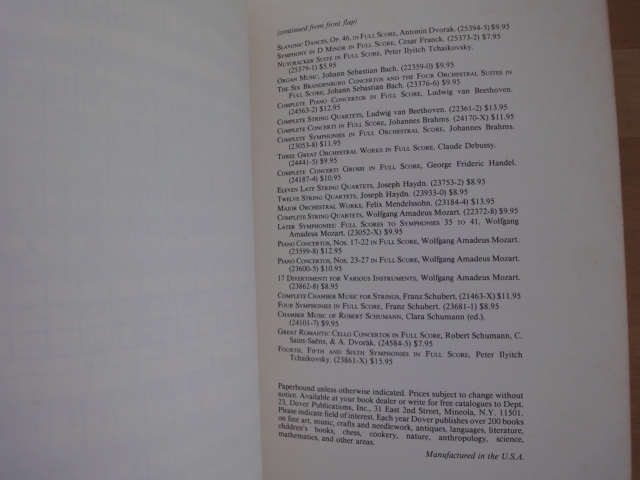 (continued from front flap)
SLAVONIC DANCES, OP. 46, IN FULL SCORE, Antonin Dvorak. (25394-5) $9.95
SYMPHONY IN D MINOR IN FULL SCORE, Cesar Franck. (25373-2) $7.95
NUTCRACKER SUITE IN FULL SCORE, Peter Ilyitch Tchaikovsky.
(25379-1) $5.95
ORGAN MUSIC, Johann Sebastian Bach. (22359-0) $9.95
THE SIX BRANDENBURG CONCERTOS AND THE FOUR ORCHESTRAL SUITES IN
FULL SCORE, Johann Sebastian Bach. (23376-6) $9.95
COMPLETE PIANO CONCERTOS IN FULL SCORE, Ludwig van Beethoven.
(24563-2) $12.95
COMPLETE STRING QUARTETS, Ludwig van Beethoven. (22361-2) $13.95
COMPLETE CONCERTI IN FULL SCORE, Johannes Brahms. (24170-X) $11.95
COMPLETE SYMPHONIES IN FULL ORCHESTRAL SCORE, Johannes Brahms.
(23053-8) $11.95
THREE GREAT ORCHESTRAL WORKS IN FULL SCORE, Claude Debussy.
(24441-5) $9.95
COMPLETE CONCERTI GROSSI IN FULL SCORE, George Frideric Handel.
(24187-4) $10.95
ELEVEN LATE STRING QUARTETS, Joseph Haydn. (23753-2) $8.95
TWELVE STRING QUARTETS, Joseph Haydn. (23933-0) $8.95
MAJOR ORCHESTRAL WORKS, Felix Mendelssohn. (23184-4) $13.95
COMPLETE STRING QUARTETS, Wolfgang Amadeus Mozart. (22372-8) $9.95
LATER SYMPHONIES: FULL SCORES TO SYMPHONIES 35 TO 41, Wolfgang
Amadeus Mozart. (23052-X) $9.95
PIANO CONCERTOS, NOS. 17-22 IN FULL SCORE, Wolfgang Amadeus Mozart.
(23599-8) $12.95
PIANO CONCERTOS, NOS. 23-27 IN FULL SCORE, Wolfgang Amadeus Mozart.
(23600-5) $10.95
17 DIVERTIMENTI FOR VARIOUS INSTRUMENTS, Wolfgang Amadeus Mozart.
(23862-8) $8.95
COMPLETE CHAMBER MUSIC FOR STRINGS, Franz Schubert. (21463-X) $11.95
FOUR SYMPHONIES IN FULL SCORE, Franz Schubert. (23681-1) $8.95
CHAMBER MUSIC OF ROBERT SCHUMANN, Clara Schumann (ed.).
(24101-7) $9.95
GREAT ROMANTIC CELLO CONCERTOS IN FULL SCORE, Robert Schumann, C.
Saint-Saëns, & A. Dvořák. (24584-5) $7.95
FOURTH, FIFTH AND SIXTH SYMPHONIES IN FULL SCORE, Peter Ilyitch
Tchaikovsky. (23861-X) $15.95
Paperbound unless otherwise indicated. Prices subject to change without
notice. Available at your book dealer or write for free catalogues to Dept.
23, Dover Publications, Inc., 31 East 2nd Street, Mineola, N.Y. 11501.
Please indicate field of interest. Each year Dover publishes over 200 books
on fine art, music, crafts and needlework, antiques, languages, literature,
children's books, chess, cookery, nature, anthropology, science,
mathematics, and other areas.
Manufactured in the U.S.A.